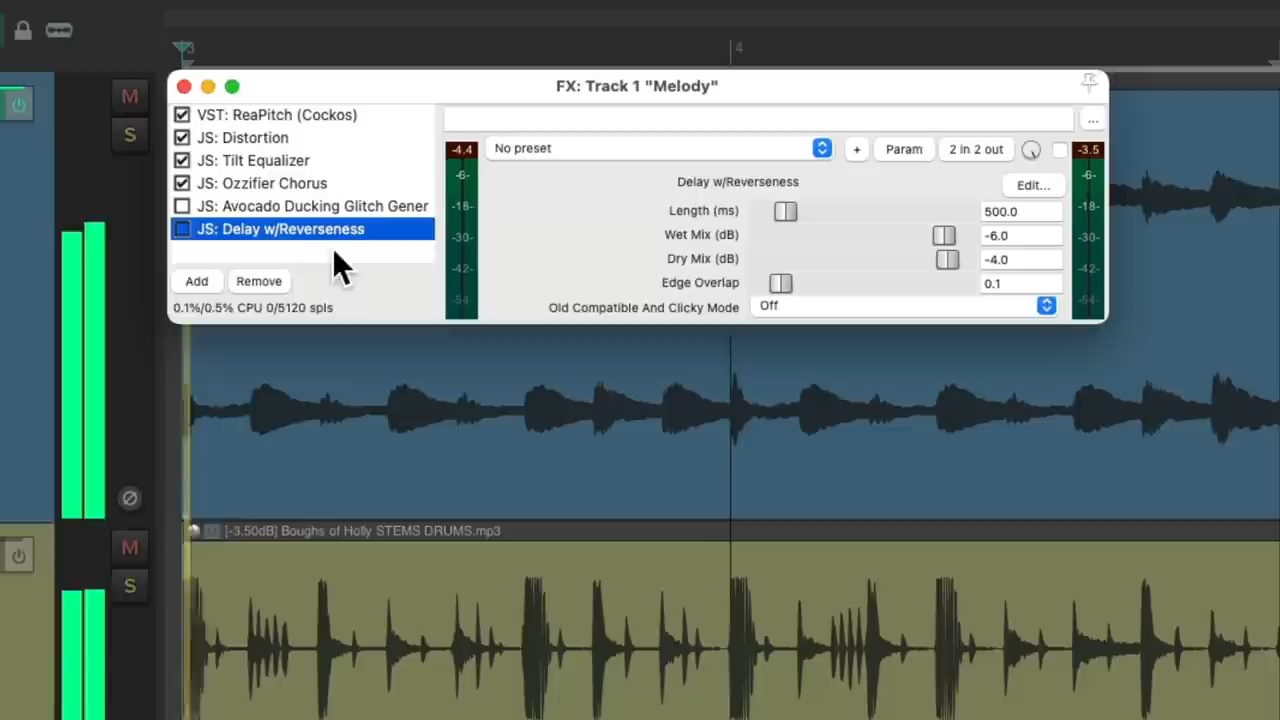 3
4
FX: Track 1 "Melody"
M
S
VST: ReaPitch (Cockos)
JS: Distortion
JS: Tilt Equalizer
JS: Ozzifier Chorus
JS: Avocado Ducking Glitch Gener
JS: Delay w/Reverseness
Add
Remove
0.1%/0.5% CPU 0/5120 spls
...
-4.4
-6-
-18-
-30-
-42-
-54-
No preset
+
Param
2 in 2 out
-3.5
-6-
-18-
-30-
-42-
-54-
Delay w/Reverseness
Edit...
Length (ms)
500.0
Wet Mix (dB)
-6.0
Dry Mix (dB)
-4.0
Edge Overlap
0.1
Old Compatible And Clicky Mode
Off
[-3.50dB] Boughs of Holly STEMS DRUMS.mp3
M
S